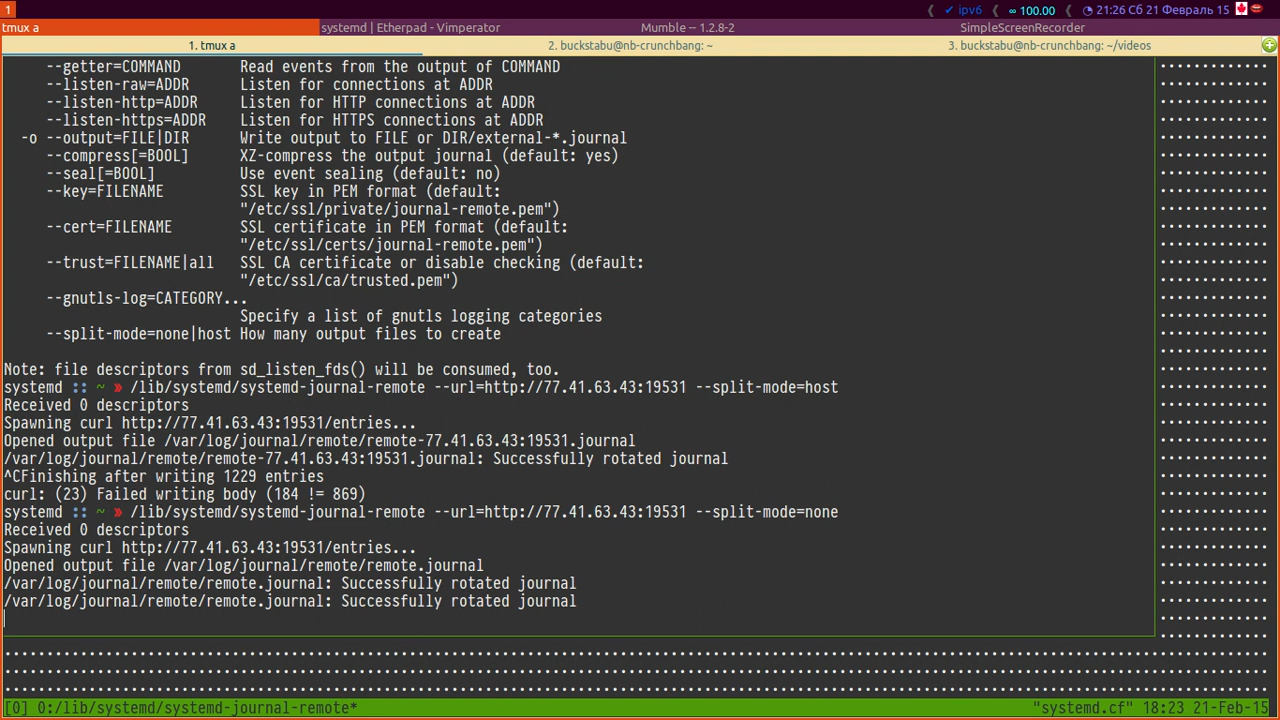 1 ✔ ipv6 ∞ 100.00 21:26 Сб 21 Февраль 15
tmux a systemd | Etherpad - Vimperator Mumble -- 1.2.8-2 SimpleScreenRecorder
1. tmux a 2. buckstabu@nb-crunchbang: ~ 3. buckstabu@nb-crunchbang: ~/videos
--getter=COMMAND Read events from the output of COMMAND
--listen-raw=ADDR Listen for connections at ADDR
--listen-http=ADDR Listen for HTTP connections at ADDR
--listen-https=ADDR Listen for HTTPS connections at ADDR
-o --output=FILE|DIR Write output to FILE or DIR/external-*.journal
--compress[=BOOL] XZ-compress the output journal (default: yes)
--seal[=BOOL] Use event sealing (default: no)
--key=FILENAME SSL key in PEM format (default:
"/etc/ssl/private/journal-remote.pem")
--cert=FILENAME SSL certificate in PEM format (default:
"/etc/ssl/certs/journal-remote.pem")
--trust=FILENAME|all SSL CA certificate or disable checking (default:
"/etc/ssl/ca/trusted.pem")
--gnutls-log=CATEGORY...
Specify a list of gnutls logging categories
--split-mode=none|host How many output files to create
Note: file descriptors from sd_listen_fds() will be consumed, too.
systemd :: ~ » /lib/systemd/systemd-journal-remote --url=http://77.41.63.43:19531 --split-mode=host
Received 0 descriptors
Spawning curl http://77.41.63.43:19531/entries...
Opened output file /var/log/journal/remote/remote-77.41.63.43:19531.journal
/var/log/journal/remote/remote-77.41.63.43:19531.journal: Successfully rotated journal
^CFinishing after writing 1229 entries
curl: (23) Failed writing body (184 != 869)
systemd :: ~ » /lib/systemd/systemd-journal-remote --url=http://77.41.63.43:19531 --split-mode=none
Received 0 descriptors
Spawning curl http://77.41.63.43:19531/entries...
Opened output file /var/log/journal/remote/remote.journal
/var/log/journal/remote/remote.journal: Successfully rotated journal
/var/log/journal/remote/remote.journal: Successfully rotated journal
[0] 0:/lib/systemd/systemd-journal-remote* "systemd.cf" 18:23 21-Feb-15